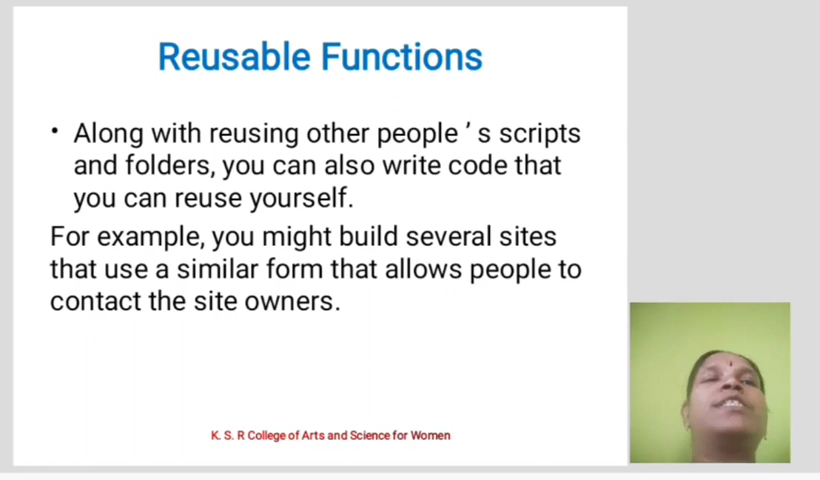 Reusable Functions
• Along with reusing other people ’ s scripts
and folders, you can also write code that
you can reuse yourself.
For example, you might build several sites
that use a similar form that allows people to
contact the site owners.
K. S. R College of Arts and Science for Women